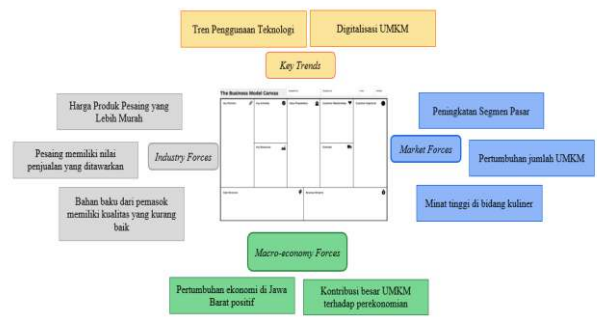 Tren Penggunaan Teknologi
Digitalisasi UMKM
Key Trends
The Business Model Canvas
Harga Produk Pesaing yang
Lebih Murah
Pesaing memiliki nilai
penjualan yang ditawarkan
Industry Forces
Bahan baku dari pemasok
memiliki kualitas yang kurang
baik
Peningkatan Segmen Pasar
Market Forces
Pertumbuhan jumlah UMKM
Minat tinggi di bidang kuliner
Macro-economy Forces
Pertumbuhan ekonomi di Jawa
Barat positif
Kontribusi besar UMKM
terhadap perekonomian